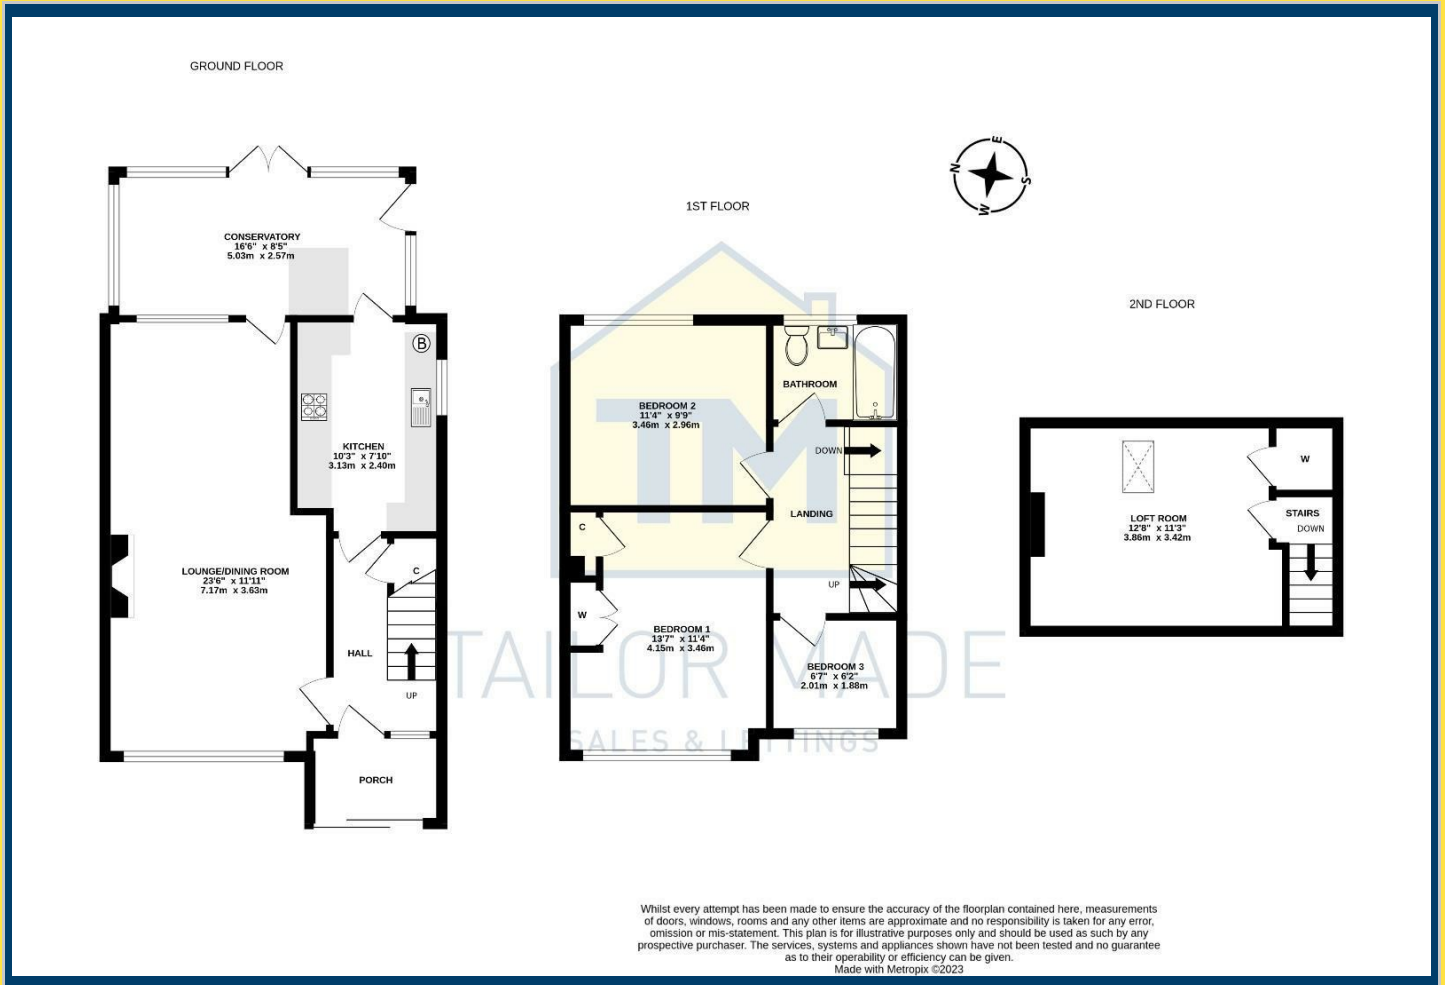 GROUND FLOOR
CONSERVATORY
16'6" x 8'5"
5.03m x 2.57m
B
KITCHEN
10'3" x 7'10"
3.13m x 2.40m
LOUNGE/DINING ROOM
23'6" x 11'11"
7.17m x 3.63m
C
HALL
UP
PORCH
1ST FLOOR
BEDROOM 2
11'4" x 9'9"
3.46m x 2.96m
BATHROOM
DOWN
LANDING
C
UP
W
BEDROOM 1
13'7" x 11'4"
4.15m x 3.46m
BEDROOM 3
6'7" x 6'2"
2.01m x 1.88m
TM
TAILOR MADE
SALES & LETTINGS
E
N
S
W
2ND FLOOR
W
LOFT ROOM
12'8" x 11'3"
3.86m x 3.42m
STAIRS
DOWN
Whilst every attempt has been made to ensure the accuracy of the floorplan contained here, measurements
of doors, windows, rooms and any other items are approximate and no responsibility is taken for any error,
omission or mis-statement. This plan is for illustrative purposes only and should be used as such by any
prospective purchaser. The services, systems and appliances shown have not been tested and no guarantee
as to their operability or efficiency can be given.
Made with Metropix ©2023